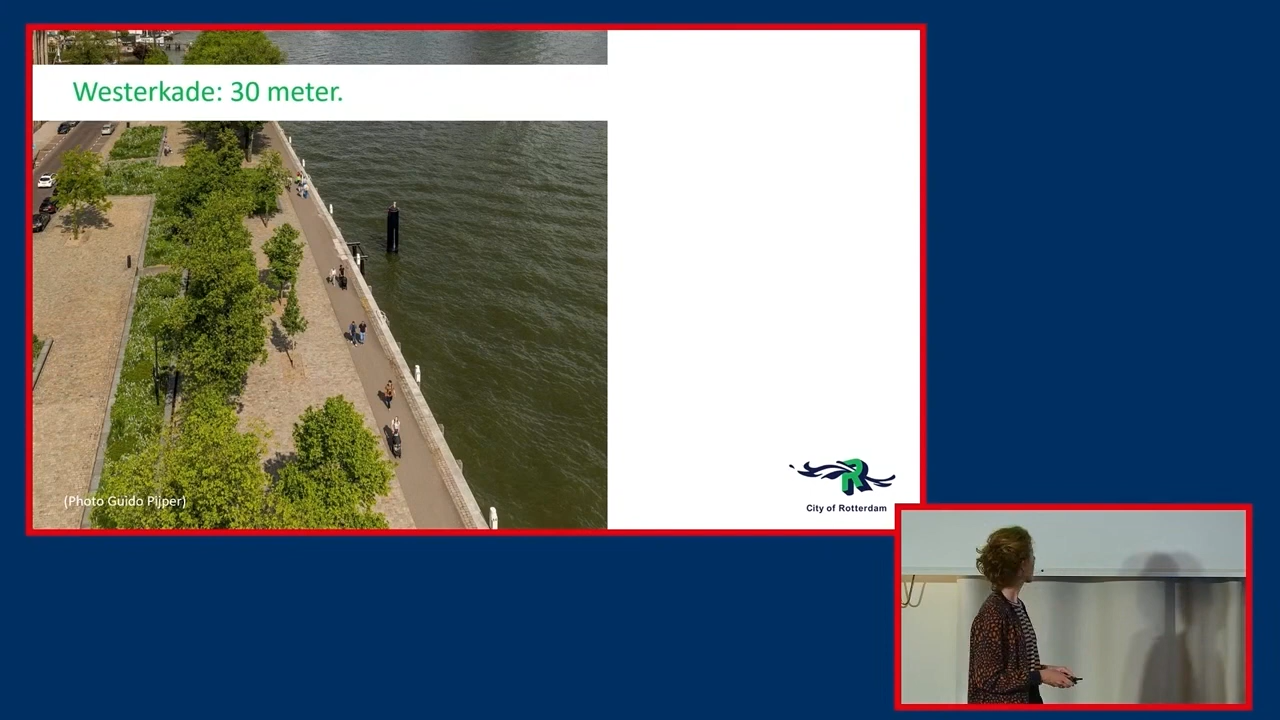 Westerkade: 30 meter.
(Photo Guido Pijper)
R
City of Rotterdam